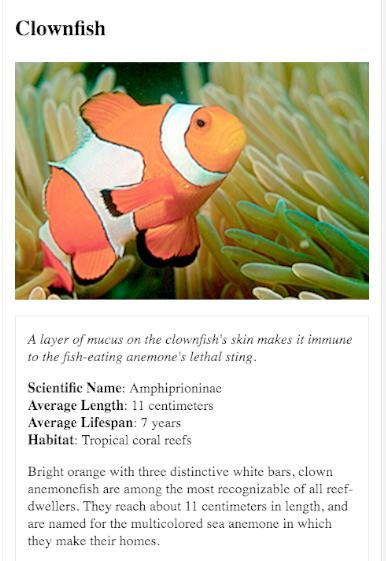 Clownfish
A layer of mucus on the clownfish's skin makes it immune
to the fish-eating anemone's lethal sting.
Scientific Name: Amphiprioninae
Average Length: 11 centimeters
Average Lifespan: 7 years
Habitat: Tropical coral reefs
Bright orange with three distinctive white bars, clown
anemonefish are among the most recognizable of all reef-
dwellers. They reach about 11 centimeters in length, and
are named for the multicolored sea anemone in which
they make their homes.